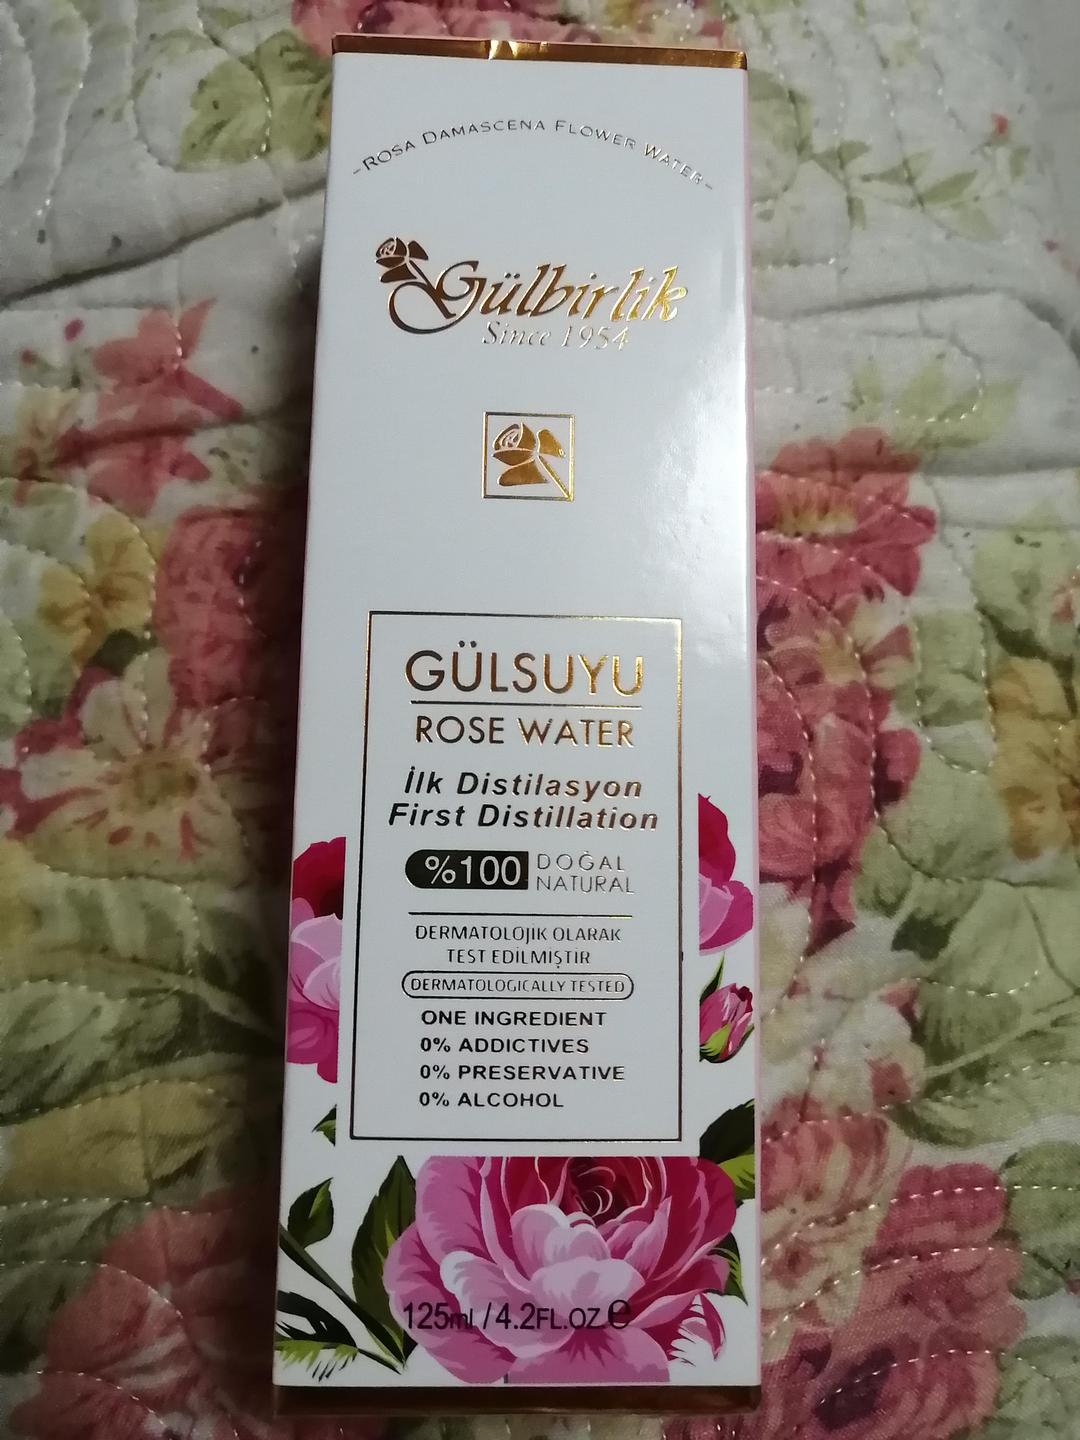 -ROSA DAMASCENA FLOWER WATER-
Gülbirlik
Since 1954
GÜLSUYU
ROSE WATER
İlk Distilasyon
First Distillation
%100 DOĞAL
NATURAL
DERMATOLOJİK OLARAK
TEST EDİLMİŞTİR
DERMATOLOGICALLY TESTED
ONE INGREDIENT
0% ADDICTIVES
0% PRESERVATIVE
0% ALCOHOL
125ml / 4.2FL.OZ ℮